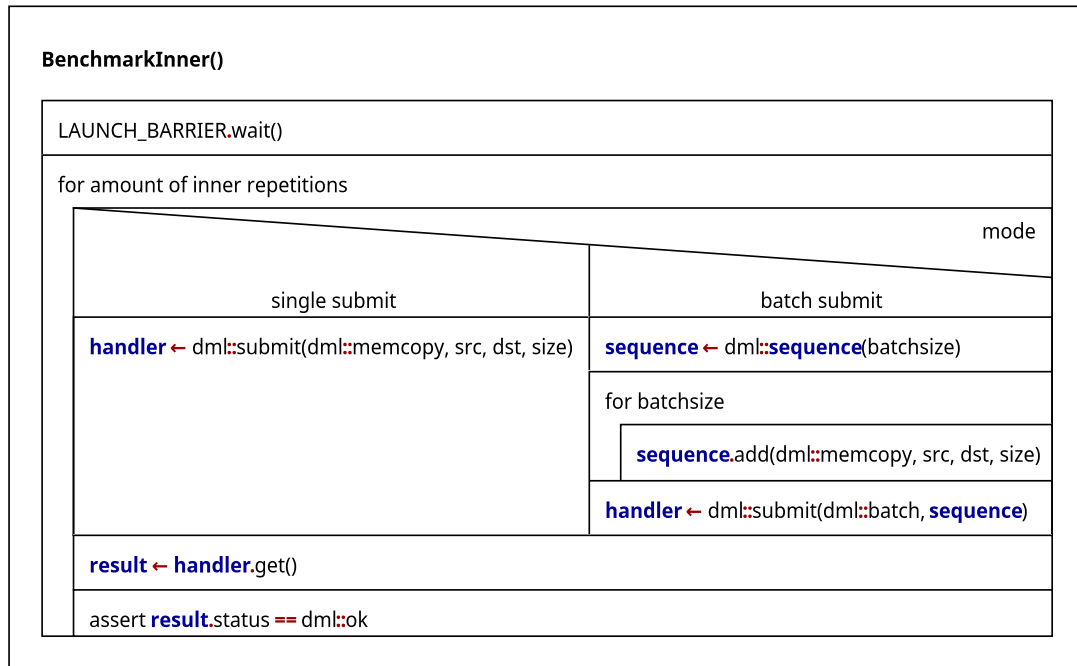 BenchmarkInner()
LAUNCH_BARRIER.wait()
for amount of inner repetitions
mode
single submit
batch submit
handler ← dml::submit(dml::memcopy, src, dst, size)
sequence ← dml::sequence(batchsize)
for batchsize
sequence.add(dml::memcopy, src, dst, size)
handler ← dml::submit(dml::batch, sequence)
result ← handler.get()
assert result.status == dml::ok